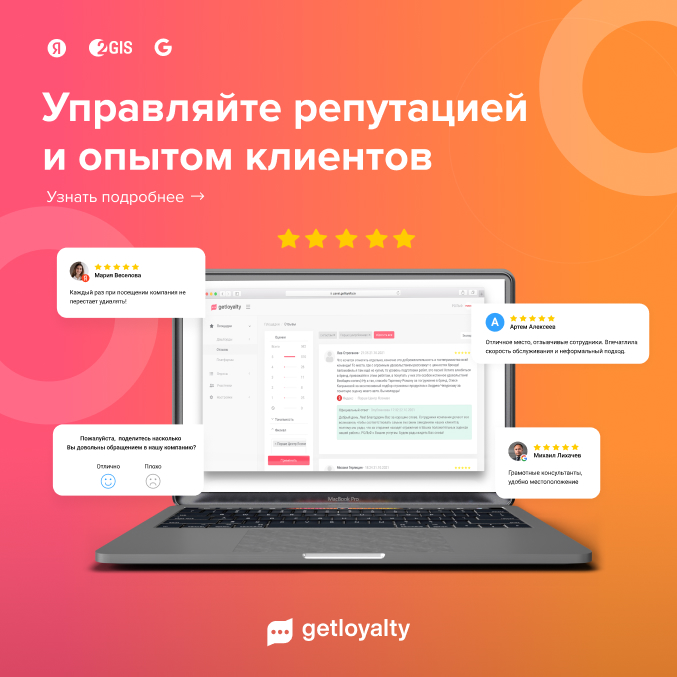 Я 2GIS G
Управляйте репутацией
и опытом клиентов
Узнать подробнее →
Мария Веселова
Каждый раз при посещении компания не
перестает удивлять!
getloyalty
Артем Алексеев
А
Отличное место, отзывчивые сотрудники. Впечатлила
скорость обслуживания и неформальный подход.
Пожалуйста, поделитесь насколько
Вы довольны обращением в нашу компанию?
Отлично Плохо
Михаил Лихачев
Грамотные консультанты,
удобно местоположение
MacBook Pro
getloyalty